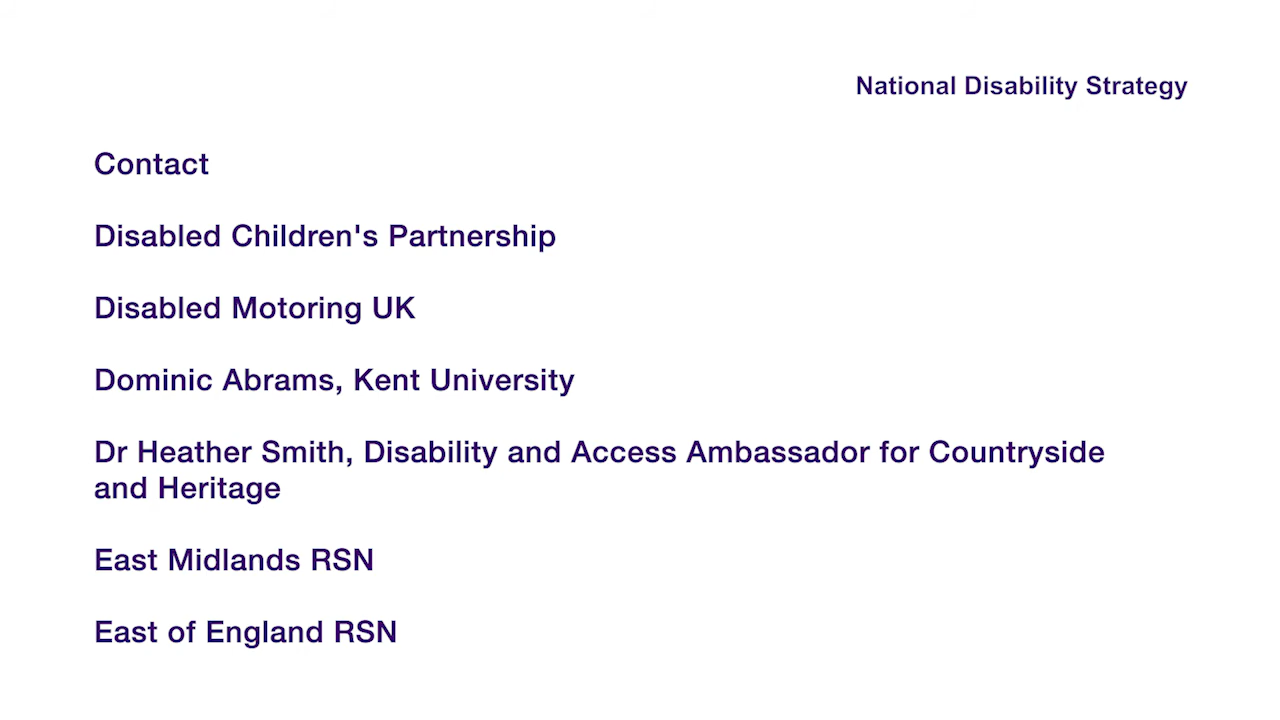 National Disability Strategy
Contact
Disabled Children's Partnership
Disabled Motoring UK
Dominic Abrams, Kent University
Dr Heather Smith, Disability and Access Ambassador for Countryside
and Heritage
East Midlands RSN
East of England RSN